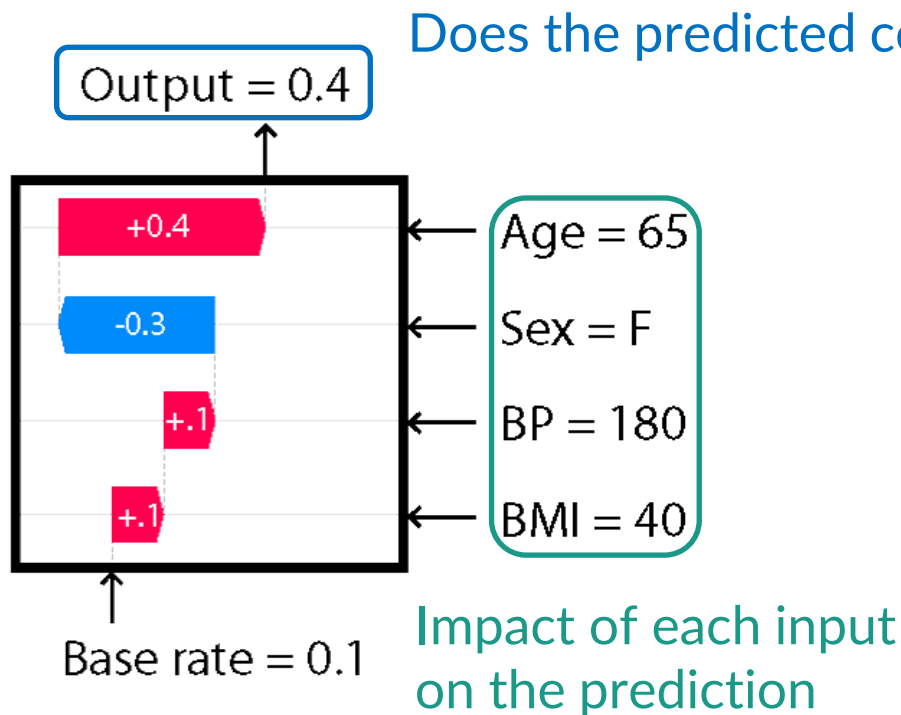 Does the predicted
Output = 0.4
+0.4
Age = 65
-0.3
Sex = F
+.1
BP = 180
+.1
BMI = 40
Base rate = 0.1
Impact of each input
on the prediction